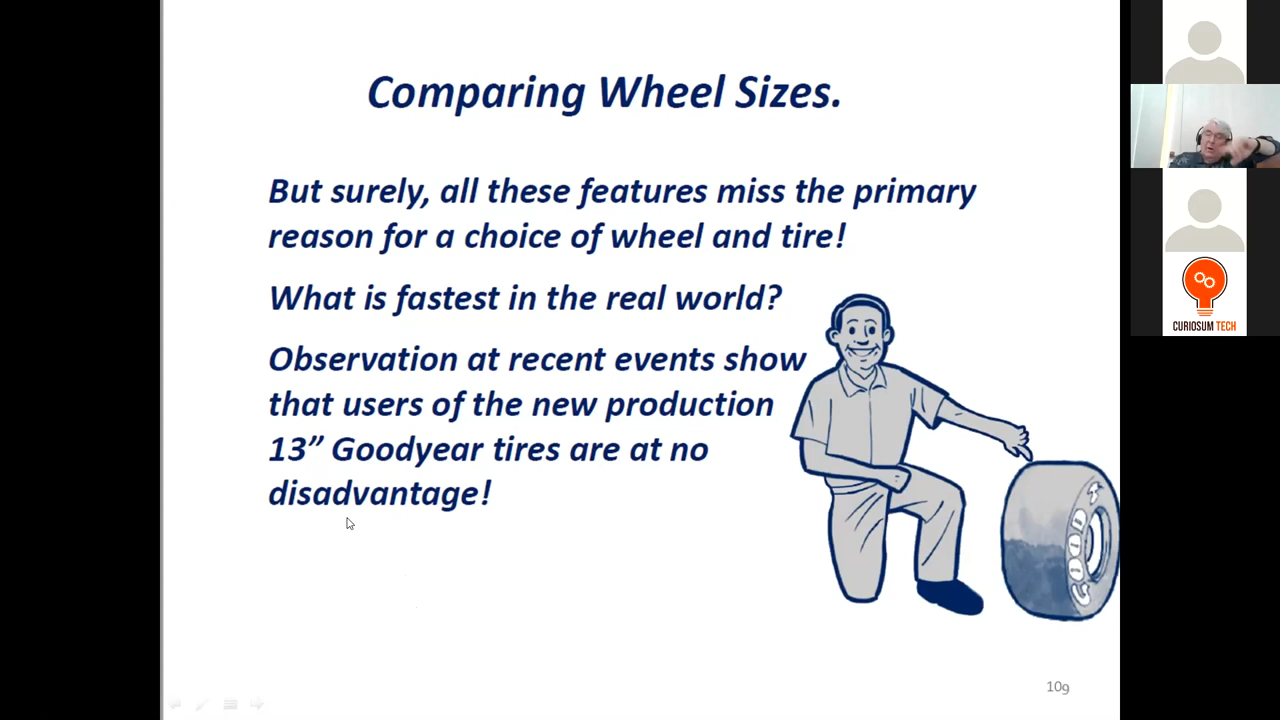 Comparing Wheel Sizes.
But surely, all these features miss the primary
reason for a choice of wheel and tire!
What is fastest in the real world?
Observation at recent events show
that users of the new production
13” Goodyear tires are at no
disadvantage!
GOOD
109
CURIOSUM TECH